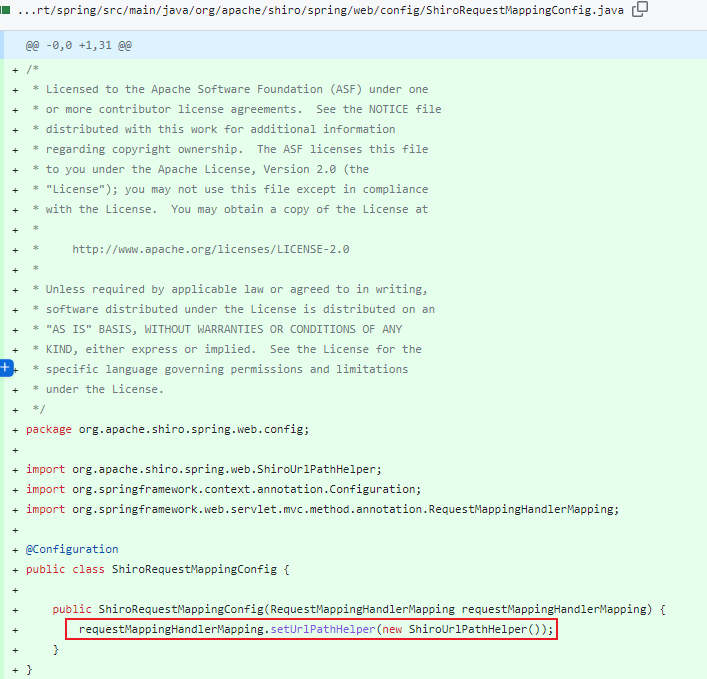 ...rt/spring/src/main/java/org/apache/shiro/spring/web/config/ShiroRequestMappingConfig.java
@@ -0,0 +1,31 @@
+ /*
+  * Licensed to the Apache Software Foundation (ASF) under one
+  * or more contributor license agreements.  See the NOTICE file
+  * distributed with this work for additional information
+  * regarding copyright ownership.  The ASF licenses this file
+  * to you under the Apache License, Version 2.0 (the
+  * "License"); you may not use this file except in compliance
+  * with the License.  You may obtain a copy of the License at
+  *
+  *     http://www.apache.org/licenses/LICENSE-2.0
+  *
+  * Unless required by applicable law or agreed to in writing,
+  * software distributed under the License is distributed on an
+  * "AS IS" BASIS, WITHOUT WARRANTIES OR CONDITIONS OF ANY
+  * KIND, either express or implied.  See the License for the
+  * specific language governing permissions and limitations
+  * under the License.
+  */
+ package org.apache.shiro.spring.web.config;
+
+ import org.apache.shiro.spring.web.ShiroUrlPathHelper;
+ import org.springframework.context.annotation.Configuration;
+ import org.springframework.web.servlet.mvc.method.annotation.RequestMappingHandlerMapping;
+
+ @Configuration
+ public class ShiroRequestMappingConfig {
+
+     public ShiroRequestMappingConfig(RequestMappingHandlerMapping requestMappingHandlerMapping) {
+         requestMappingHandlerMapping.setUrlPathHelper(new ShiroUrlPathHelper());
+     }
+ }